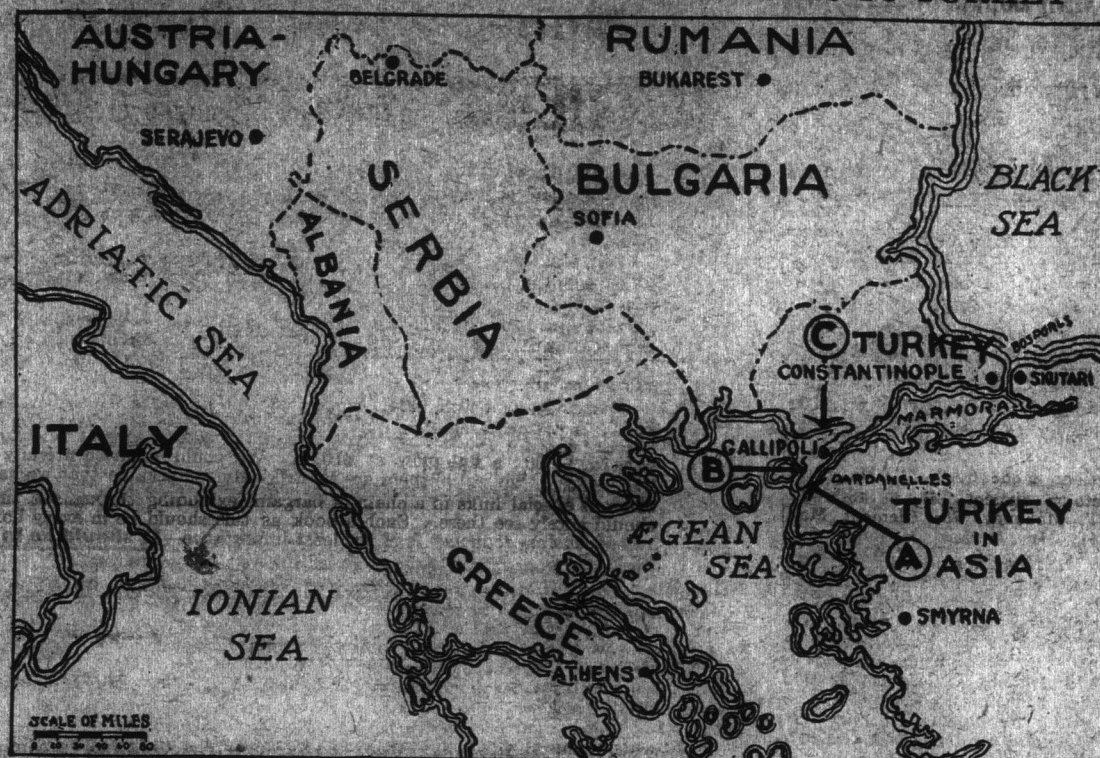 AUSTRIA-
HUNGARY
RUMANIA
BELGRADE
BUKAREST
SERAJEVO
SERBIA
BULGARIA
BLACK
SEA
SOFIA
ADRIATIC SEA
ALBANIA
C TURKEY
BOSPORUS
CONSTANTINOPLE
SKUTARI
MARMORA
ITALY
GALLIPOLI
B
DARDANELLES
TURKEY
IN
ASIA
A
ÆGEAN
SEA
GREECE
IONIAN
SEA
SMYRNA
ATHENS
SCALE OF MILES